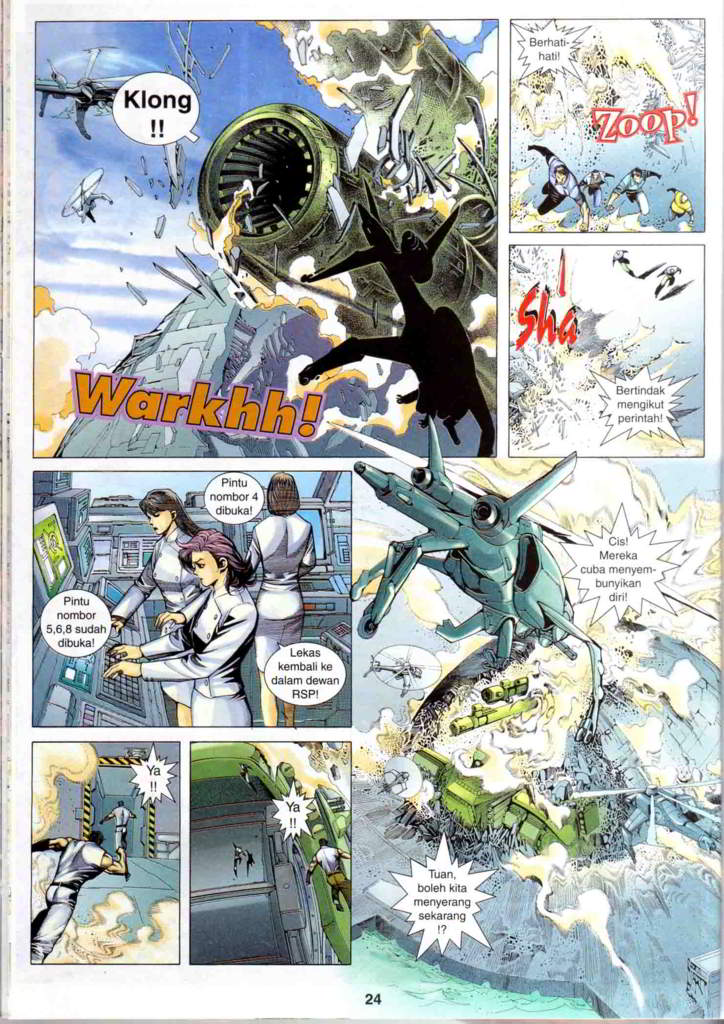 Klong
!!
Warkhh!
Berhati-
hati!
Zoop!
Sha
Bertindak
mengikut
perintah!
Pintu
nombor 4
dibuka!
Pintu
nombor
5,6,8 sudah
dibuka!
Lekas
kembali ke
dalam dewan
RSP!
Cis!
Mereka
cuba menyem-
bunyikan
diri!
Ya
!!
Ya
!!
Tuan,
boleh kita
menyerang
sekarang
!?
24